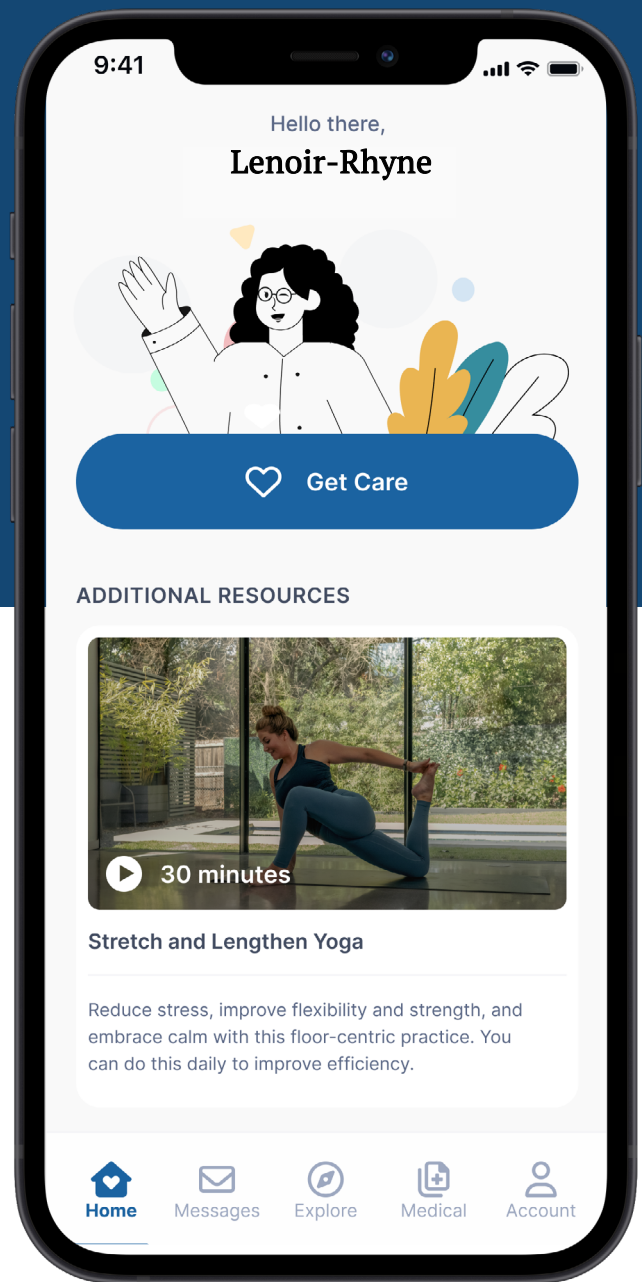 9:41
Hello there,
Lenoir-Rhyne
Get Care
ADDITIONAL RESOURCES
30 minutes
Stretch and Lengthen Yoga
Reduce stress, improve flexibility and strength, and
embrace calm with this floor-centric practice. You
can do this daily to improve efficiency.
Home Messages Explore Medical Account